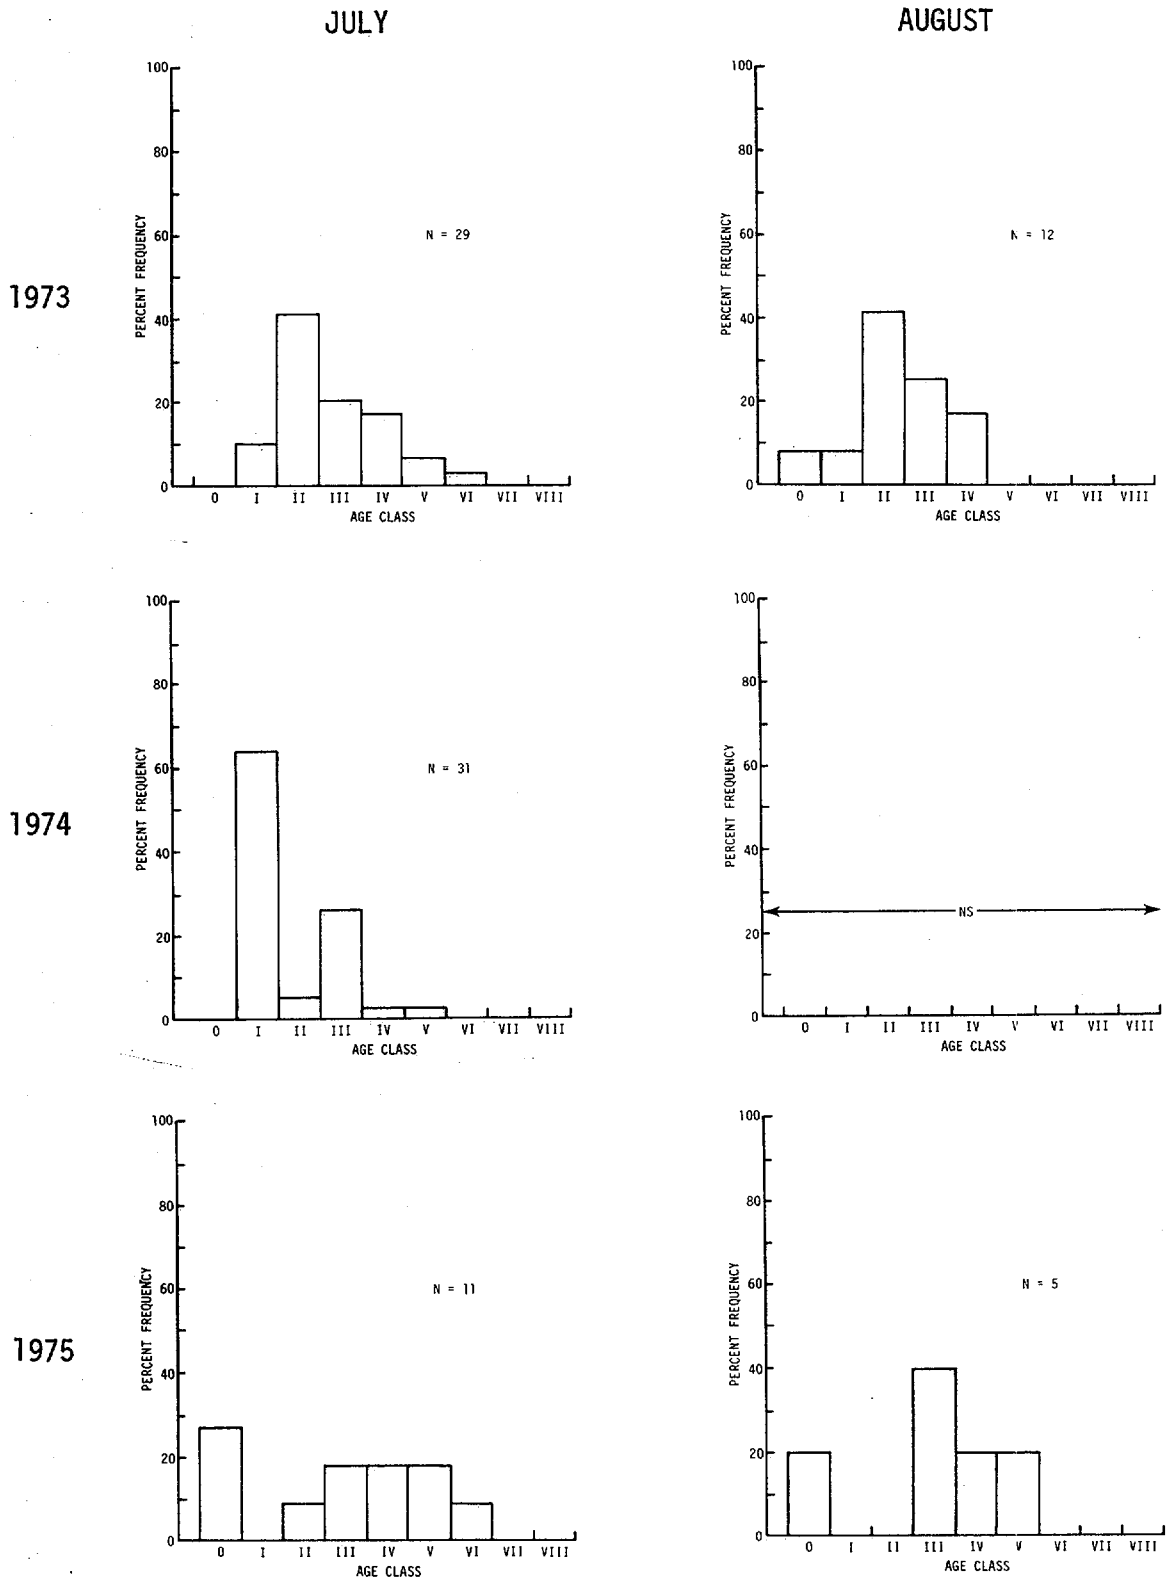 JULY
AUGUST
1973
PERCENT FREQUENCY
100
80
60
40
20
0
N = 29
0 I II III IV V VI VII VIII
AGE CLASS
PERCENT FREQUENCY
100
80
60
40
20
0
N = 12
0 I II III IV V VI VII VIII
AGE CLASS
1974
PERCENT FREQUENCY
100
80
60
40
20
0
N = 31
0 I II III IV V VI VII VIII
AGE CLASS
PERCENT FREQUENCY
100
80
60
40
20
0
NS
0 I II III IV V VI VII VIII
AGE CLASS
1975
PERCENT FREQUENCY
100
80
60
40
20
0
N = 11
0 I II III IV V VI VII VIII
AGE CLASS
PERCENT FREQUENCY
100
80
60
40
20
0
N = 5
0 I II III IV V VI VII VIII
AGE CLASS